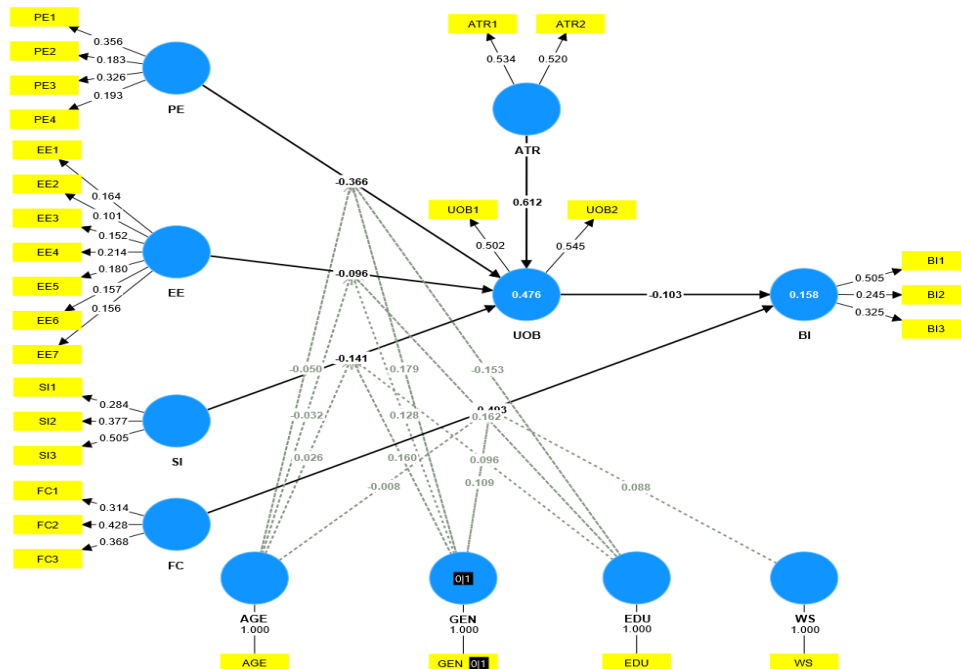 PE1
0.356
PE2
0.183
PE3
0.326
PE4
0.193
PE
EE1
0.164
EE2
0.101
EE3
0.152
EE4
0.214
EE5
0.180
EE6
0.157
EE7
0.156
EE
SI1
0.284
SI2
0.377
SI3
0.505
SI
FC1
0.314
FC2
0.428
FC3
0.368
FC
ATR1
ATR2
0.534
0.520
ATR
0.612
-0.366
-0.096
-0.141
UOB1
UOB2
0.502
0.545
0.476
UOB
-0.103
0.158
BI
0.505
BI1
0.245
BI2
0.325
BI3
-0.050
0.179
-0.153
-0.032
0.128
0.162
0.026
0.160
0.096
-0.008
0.109
0.088
0|1
AGE
1.000
AGE
GEN
1.000
GEN 0|1
EDU
1.000
EDU
WS
1.000
WS